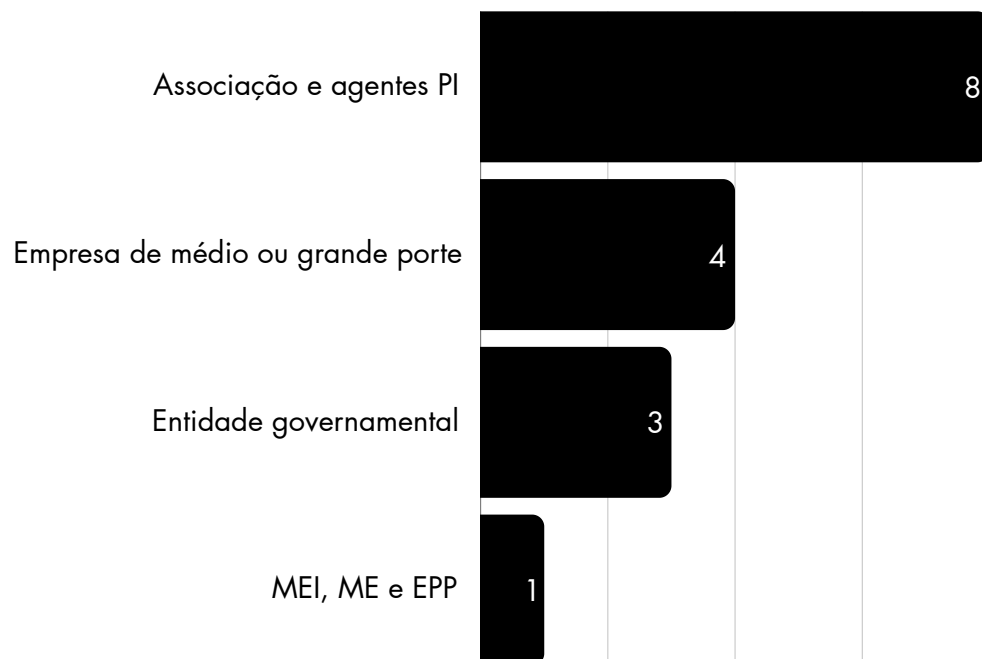 Associação e agentes PI
8
Empresa de médio ou grande porte
4
Entidade governamental
3
MEI, ME e EPP
1